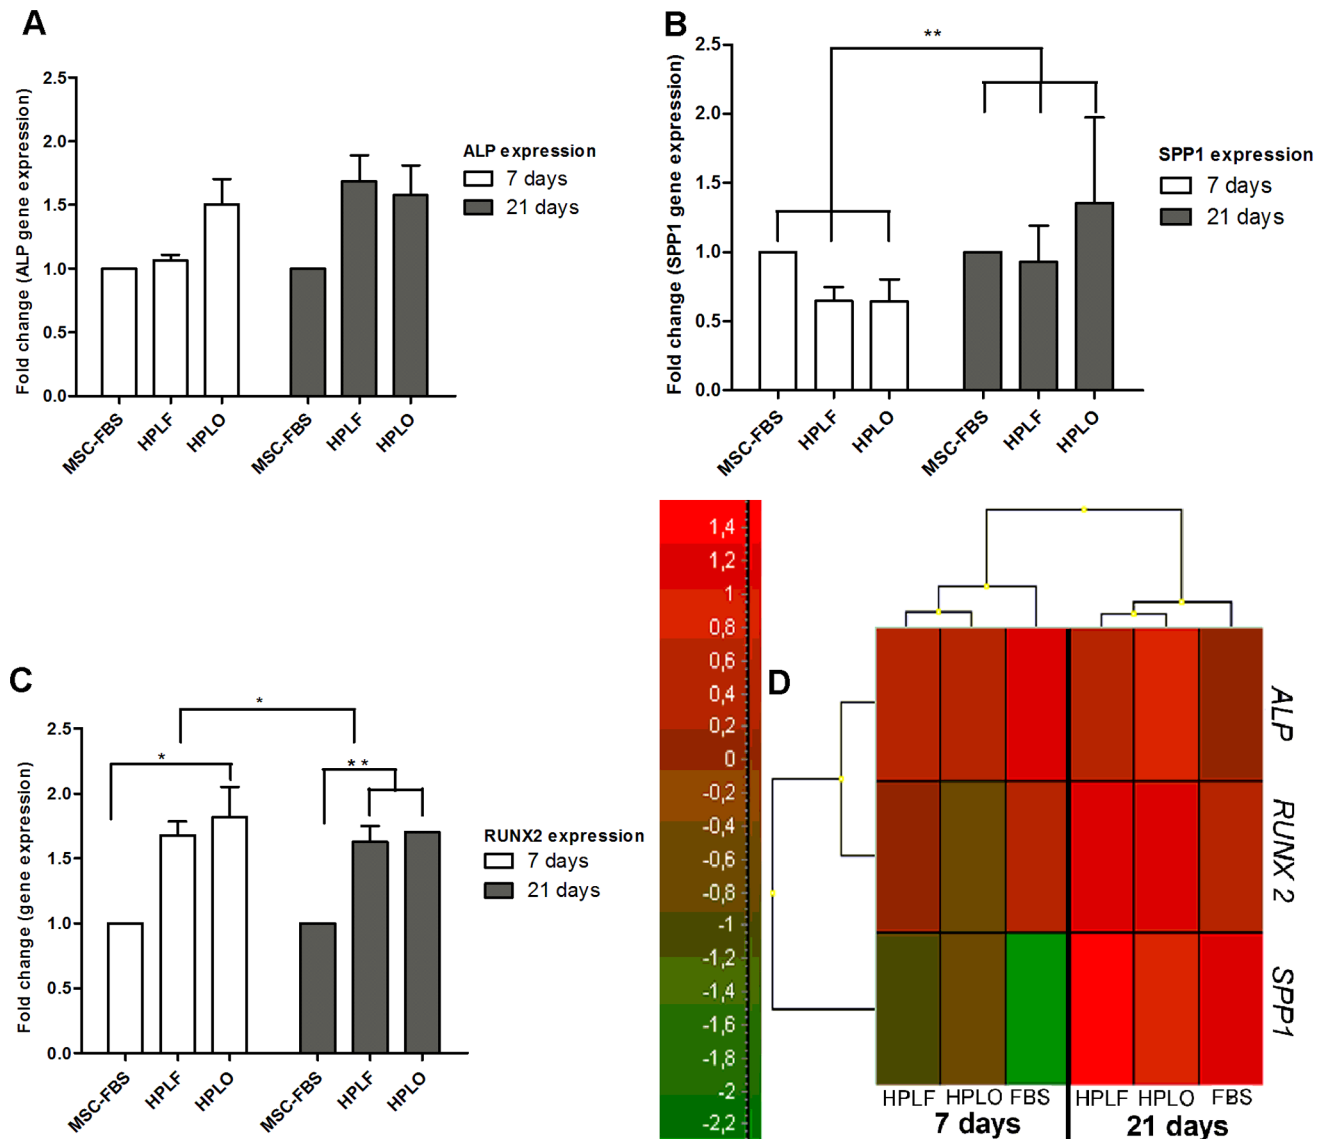 A
Fold change (ALP gene expression)
2.5
2.0
1.5
1.0
0.5
0.0
MSC-FBS
HPLF
HPLO
MSC-FBS
HPLF
HPLO
ALP expression
7 days
21 days
B
Fold change (SPP1 gene expression)
2.5
2.0
1.5
1.0
0.5
0.0
**
MSC-FBS
HPLF
HPLO
MSC-FBS
HPLF
HPLO
SPP1 expression
7 days
21 days
C
Fold change (gene expression)
2.5
2.0
1.5
1.0
0.5
0.0
*
*
* *
MSC-FBS
HPLF
HPLO
MSC-FBS
HPLF
HPLO
RUNX2 expression
7 days
21 days
1,4
1,2
1
0,8
0,6
0,4
0,2
0
-0,2
-0,4
-0,6
-0,8
-1
-1,2
-1,4
-1,6
-1,8
-2
-2,2
D
ALP
RUNX 2
SPP1
HPLF HPLO FBS HPLF HPLO FBS
7 days 21 days